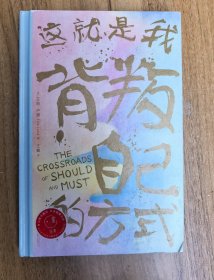 这就是我
背叛
THE
CROSSROADS
OF SHOULD
AND MUST
自己
的方式